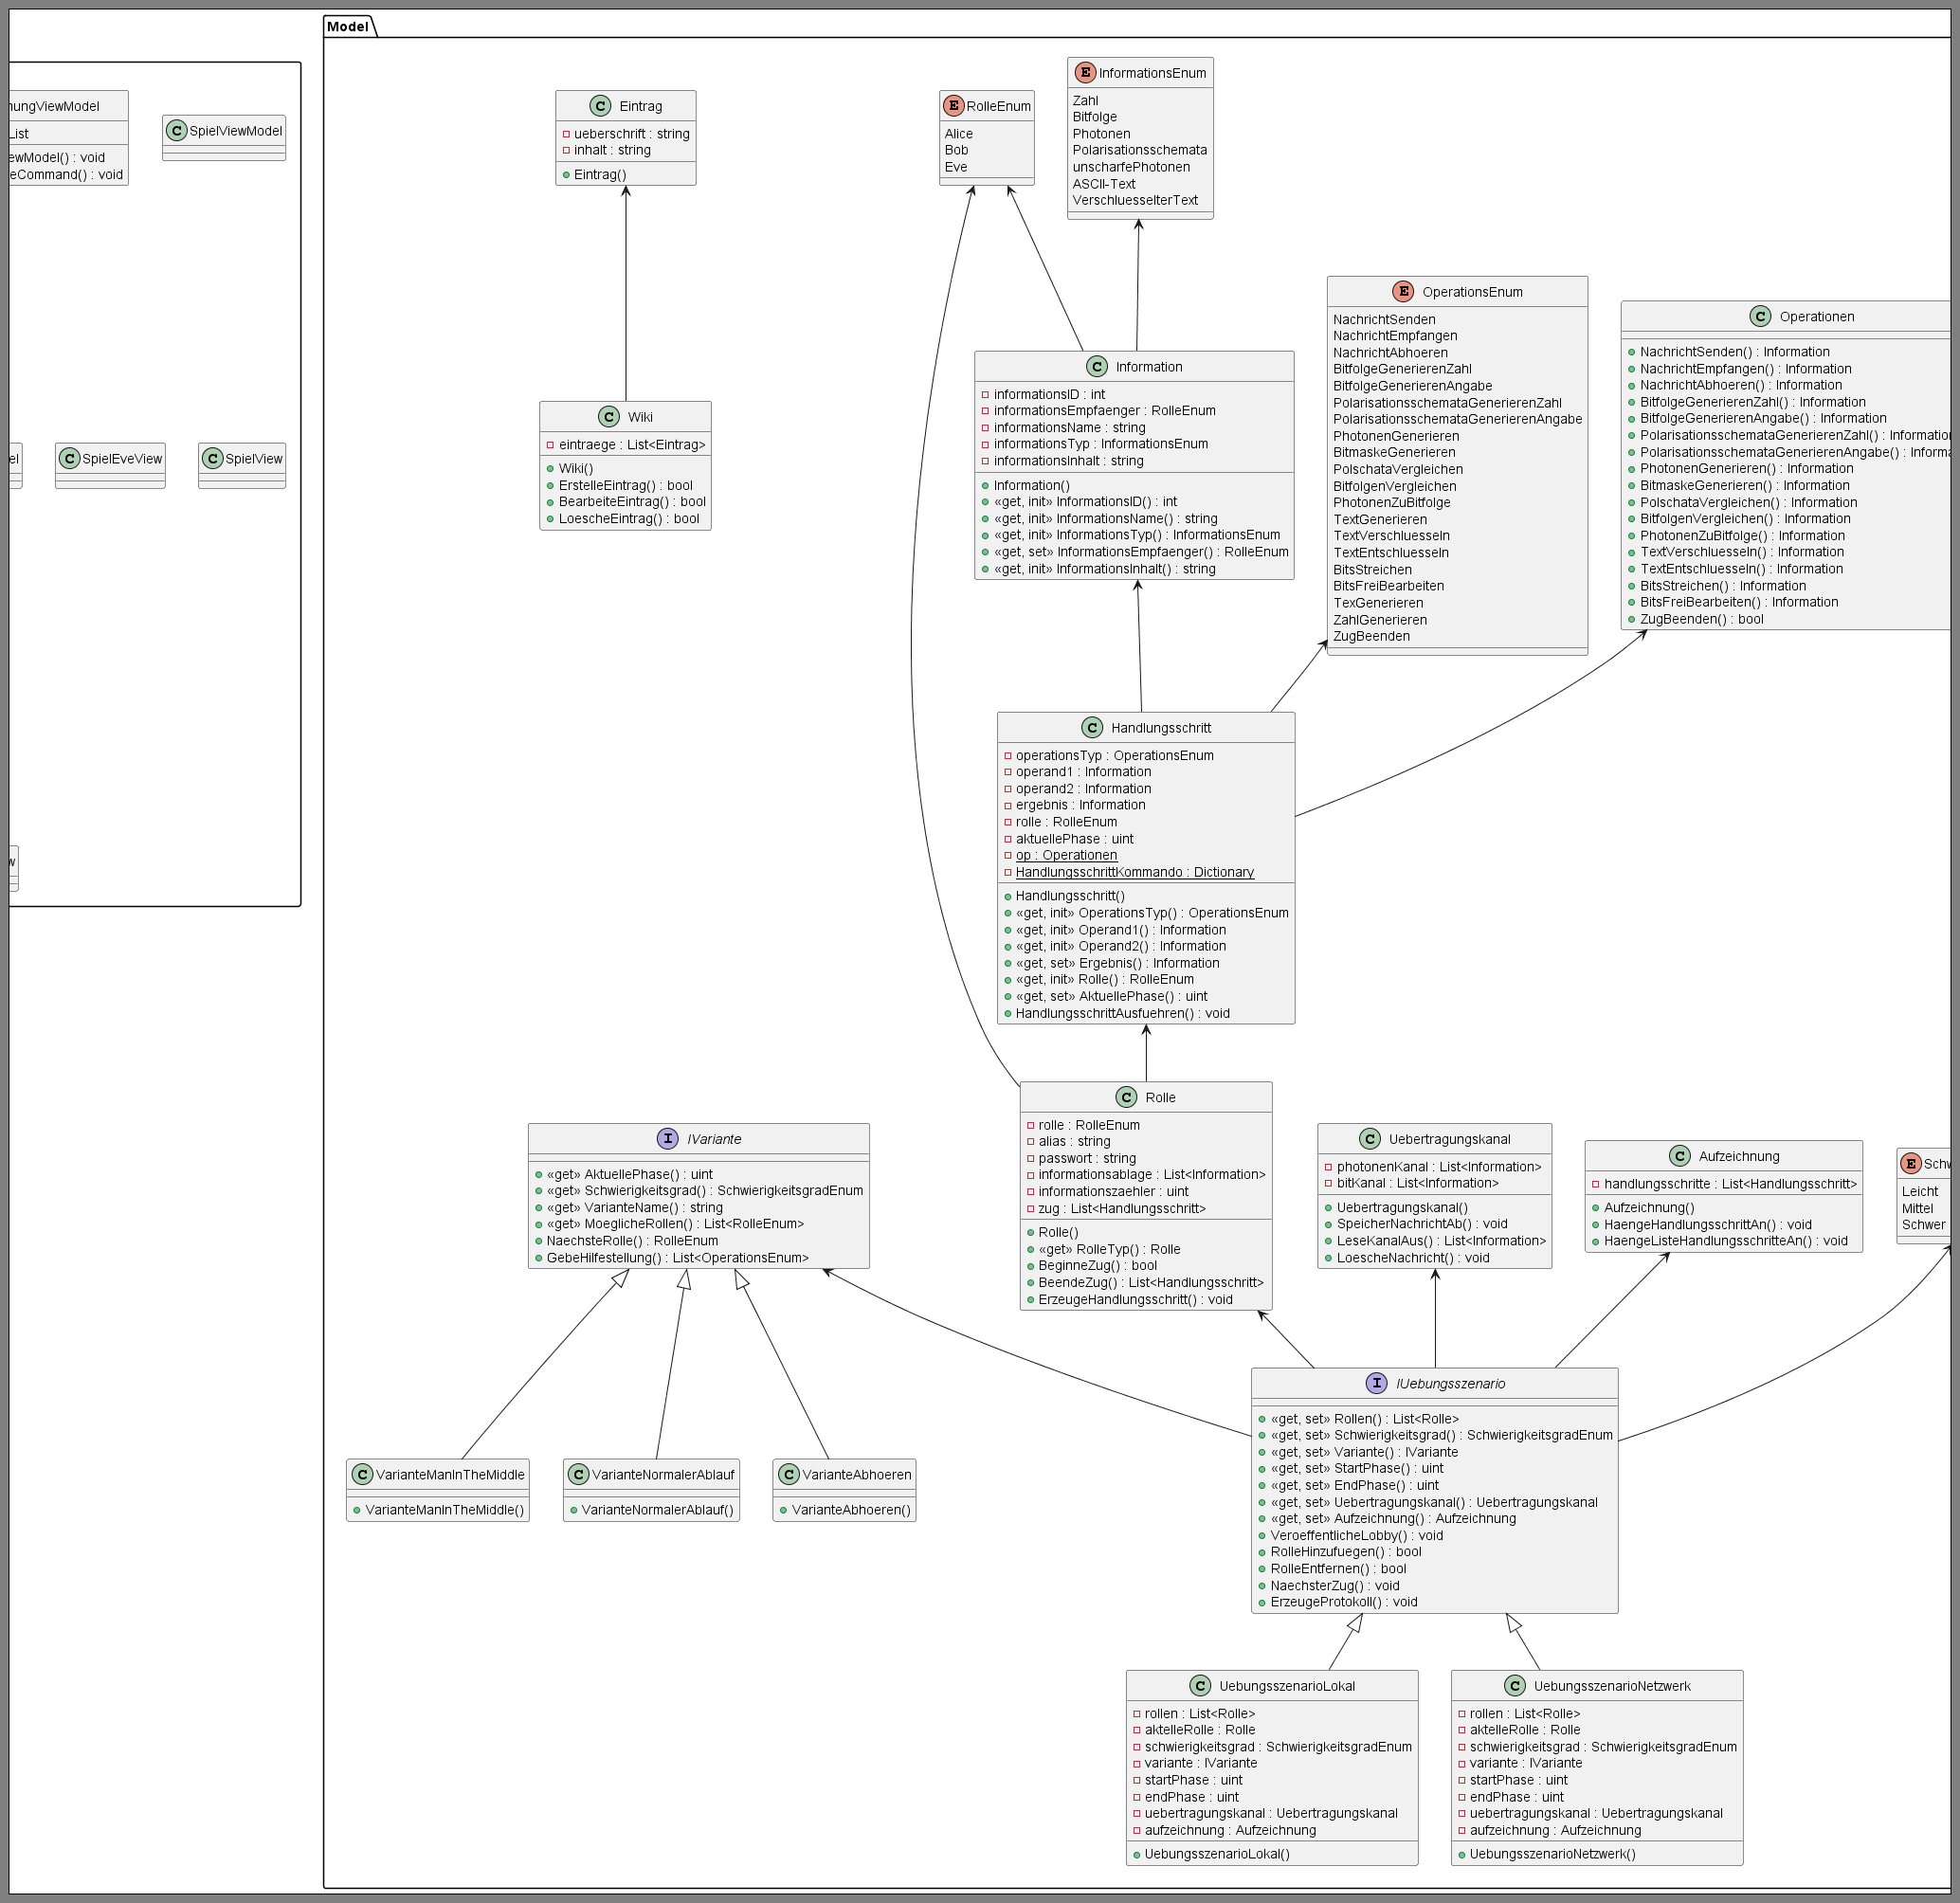 Model
SpielViewModel
SpielEveView
SpielView
Eintrag
ueberschrift : string
inhalt : string
Eintrag()
Wiki
eintraege : List<Eintrag>
Wiki()
ErstelleEintrag() : bool
BearbeiteEintrag() : bool
LoescheEintrag() : bool
RolleEnum
Alice
Bob
Eve
InformationsEnum
Zahl
Bitfolge
Photonen
Polarisationsschemata
unscharfePhotonen
ASCII-Text
VerschluesselterText
Information
informationsID : int
informationsEmpfaenger : RolleEnum
informationsName : string
informationsTyp : InformationsEnum
informationsInhalt : string
Information()
«get, init» InformationsID() : int
«get, init» InformationsName() : string
«get, init» InformationsTyp() : InformationsEnum
«get, set» InformationsEmpfaenger() : RolleEnum
«get, init» InformationsInhalt() : string
OperationsEnum
NachrichtSenden
NachrichtEmpfangen
NachrichtAbhoeren
BitfolgeGenerierenZahl
BitfolgeGenerierenAngabe
PolarisationsschemataGenerierenZahl
PolarisationsschemataGenerierenAngabe
PhotonenGenerieren
BitmaskeGenerieren
PolschataVergleichen
BitfolgenVergleichen
PhotonenZuBitfolge
TextGenerieren
TextVerschluesseln
TextEntschluesseln
BitsStreichen
BitsFreiBearbeiten
TexGenerieren
ZahlGenerieren
ZugBeenden
Operationen
NachrichtSenden() : Information
NachrichtEmpfangen() : Information
NachrichtAbhoeren() : Information
BitfolgeGenerierenZahl() : Information
BitfolgeGenerierenAngabe() : Information
PolarisationsschemataGenerierenZahl() :
PolarisationsschemataGenerierenAngabe() :
PhotonenGenerieren() : Information
BitmaskeGenerieren() : Information
PolschataVergleichen() : Information
BitfolgenVergleichen() : Information
PhotonenZuBitfolge() : Information
TextVerschluesseln() : Information
TextEntschluesseln() : Information
BitsStreichen() : Information
BitsFreiBearbeiten() : Information
ZugBeenden() : bool
Handlungsschritt
operationsTyp : OperationsEnum
operand1 : Information
operand2 : Information
ergebnis : Information
rolle : RolleEnum
aktuellePhase : uint
op : Operationen
HandlungsschrittKommando : Dictionary
Handlungsschritt()
«get, init» OperationsTyp() : OperationsEnum
«get, init» Operand1() : Information
«get, init» Operand2() : Information
«get, set» Ergebnis() : Information
«get, init» Rolle() : RolleEnum
«get, set» AktuellePhase() : uint
HandlungsschrittAusfuehren() : void
IVariante
«get» AktuellePhase() : uint
«get» Schwierigkeitsgrad() : SchwierigkeitsgradEnum
«get» VarianteName() : string
«get» MoeglicheRollen() : List<RolleEnum>
NaechsteRolle() : RolleEnum
GebeHilfestellung() : List<OperationsEnum>
Rolle
rolle : RolleEnum
alias : string
passwort : string
informationsablage : List<Information>
informationszaehler : uint
zug : List<Handlungsschritt>
Rolle()
«get» RolleTyp() : Rolle
BeginneZug() : bool
BeendeZug() : List<Handlungsschritt>
ErzeugeHandlungsschritt() : void
Uebertragungskanal
photonenKanal : List<Information>
bitKanal : List<Information>
Uebertragungskanal()
SpeicherNachrichtAb() : void
LeseKanalAus() : List<Information>
LoescheNachricht() : void
Aufzeichnung
handlungsschritte : List<Handlungsschritt>
Aufzeichnung()
HaengeHandlungsschrittAn() : void
HaengeListeHandlungsschritteAn() : void
Leicht
Mittel
Schwer
VarianteManInTheMiddle
VarianteManInTheMiddle()
VarianteNormalerAblauf
VarianteNormalerAblauf()
VarianteAbhoeren
VarianteAbhoeren()
IUebungsszenario
«get, set» Rollen() : List<Rolle>
«get, set» Schwierigkeitsgrad() : SchwierigkeitsgradEnum
«get, set» Variante() : IVariante
«get, set» StartPhase() : uint
«get, set» EndPhase() : uint
«get, set» Uebertragungskanal() : Uebertragungskanal
«get, set» Aufzeichnung() : Aufzeichnung
VeroeffentlicheLobby() : void
RolleHinzufuegen() : bool
RolleEntfernen() : bool
NaechsterZug() : void
ErzeugeProtokoll() : void
UebungsszenarioLokal
rollen : List<Rolle>
aktelleRolle : Rolle
schwierigkeitsgrad : SchwierigkeitsgradEnum
variante : IVariante
startPhase : uint
endPhase : uint
uebertragungskanal : Uebertragungskanal
aufzeichnung : Aufzeichnung
UebungsszenarioLokal()
UebungsszenarioNetzwerk
rollen : List<Rolle>
aktelleRolle : Rolle
schwierigkeitsgrad : SchwierigkeitsgradEnum
variante : IVariante
startPhase : uint
endPhase : uint
uebertragungskanal : Uebertragungskanal
aufzeichnung : Aufzeichnung
UebungsszenarioNetzwerk()